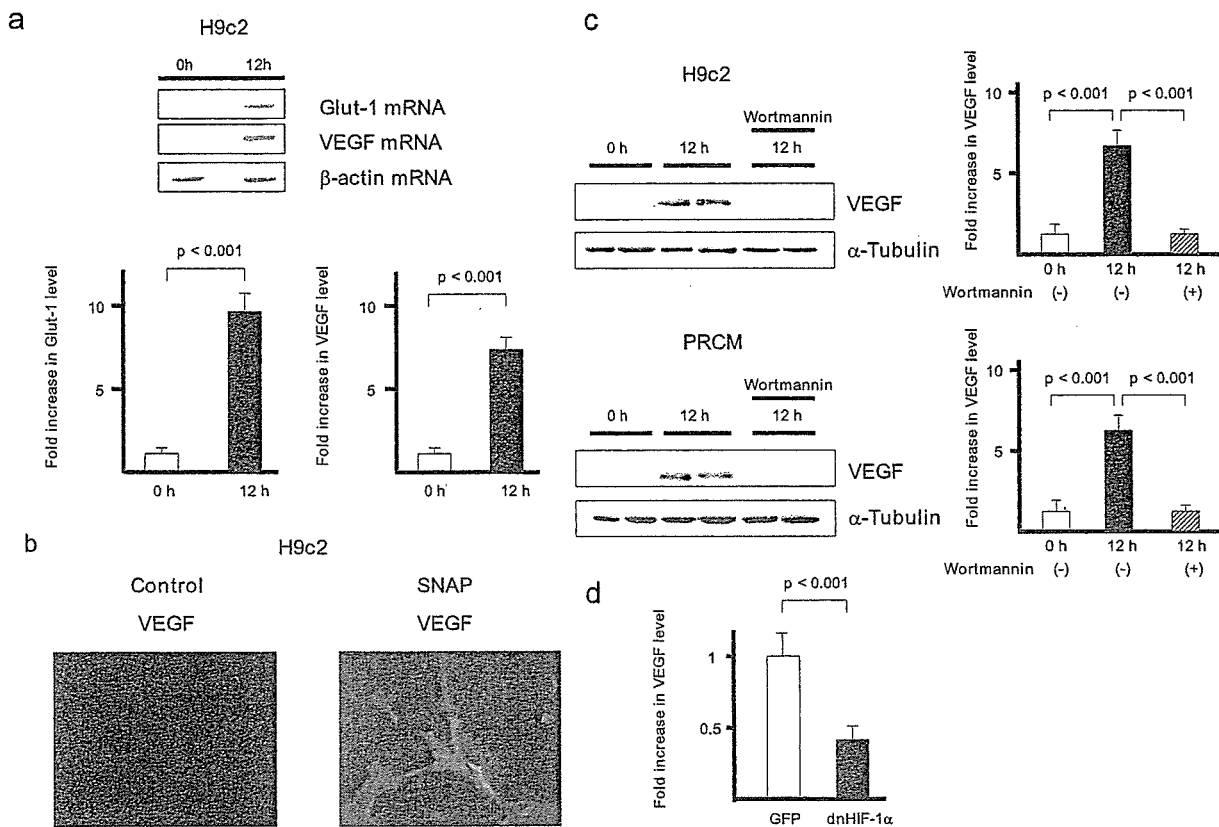 a
H9c2
0h 12h
Glut-1 mRNA
VEGF mRNA
β-actin mRNA
Fold increase in Glut-1 level
10
5
p < 0.001
0 h 12 h
Fold increase in VEGF level
10
5
p < 0.001
0 h 12 h
b
H9c2
Control
VEGF
SNAP
VEGF
c
H9c2
Wortmannin
0 h 12 h 12 h
VEGF
α-Tubulin
Fold increase in VEGF level
10
5
p < 0.001 p < 0.001
0 h 12 h 12 h
Wortmannin (-) (-) (+)
PRCM
Wortmannin
0 h 12 h 12 h
VEGF
α-Tubulin
Fold increase in VEGF level
10
5
p < 0.001 p < 0.001
0 h 12 h 12 h
Wortmannin (-) (-) (+)
d
Fold increase in VEGF level
1
0.5
p < 0.001
GFP dnHIF-1α